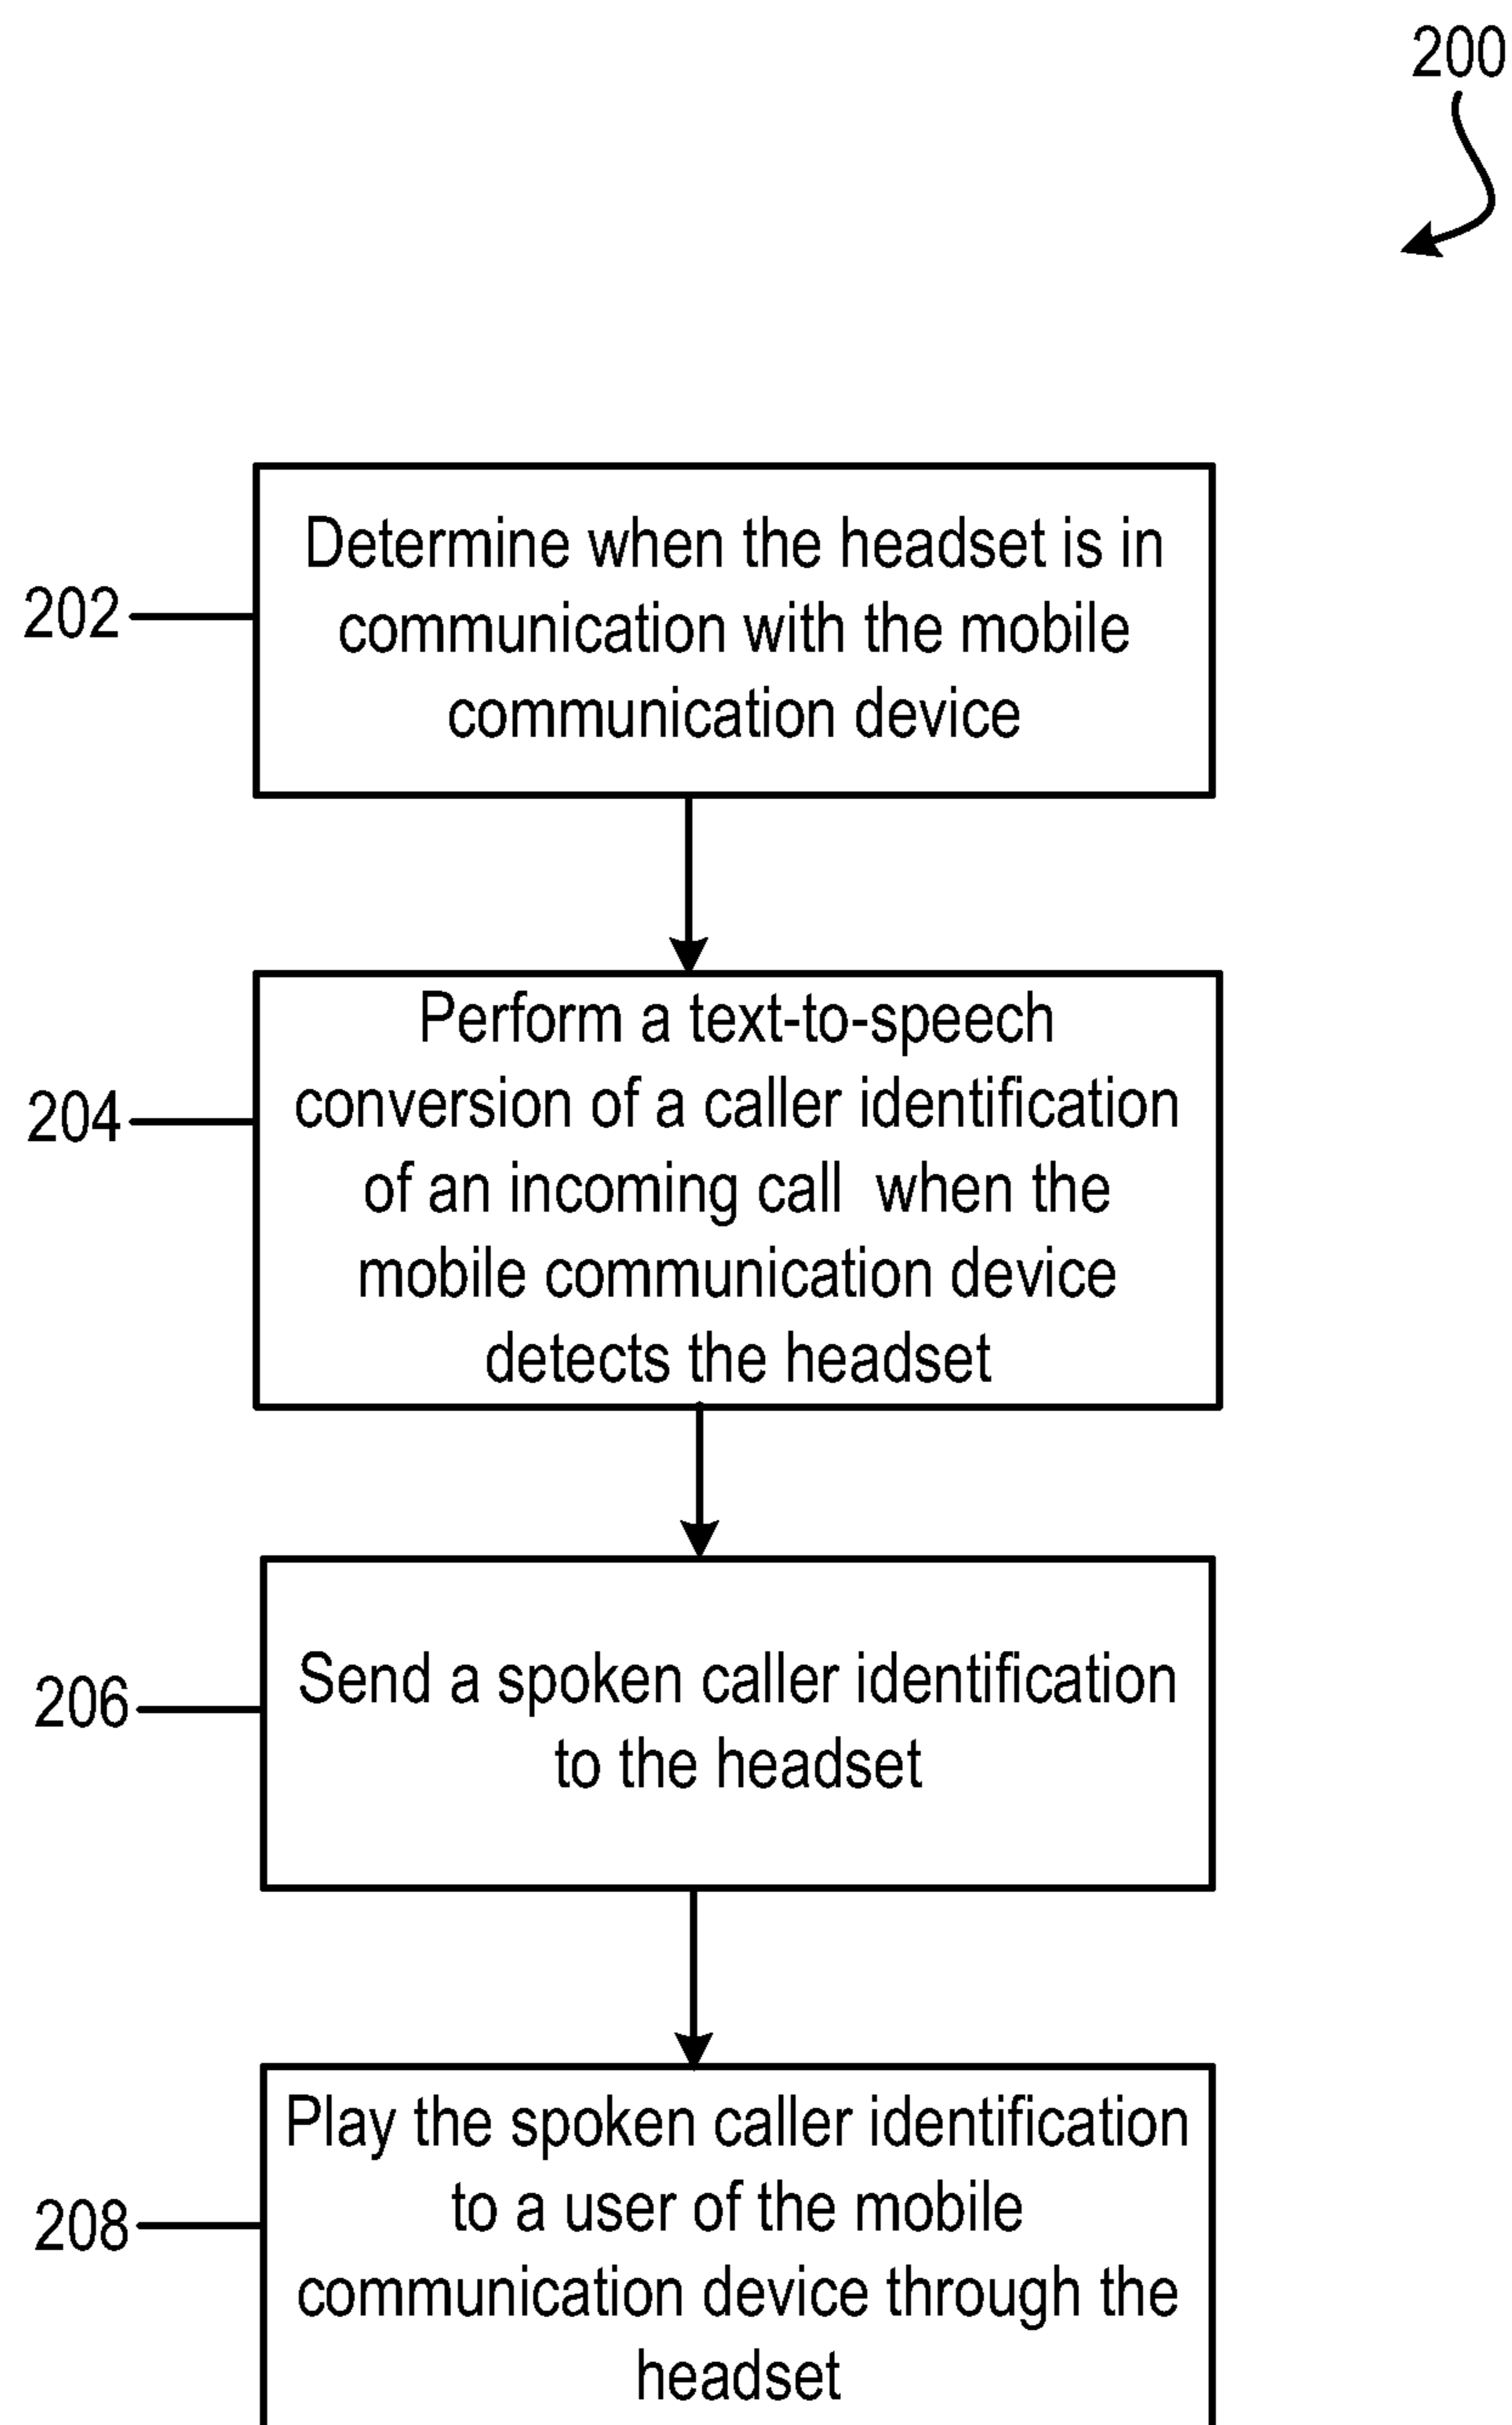 200
202
Determine when the headset is in
communication with the mobile
communication device
204
Perform a text-to-speech
conversion of a caller identification
of an incoming call  when the
mobile communication device
detects the headset
206
Send a spoken caller identification
to the headset
208
Play the spoken caller identification
to a user of the mobile
communication device through the
headset